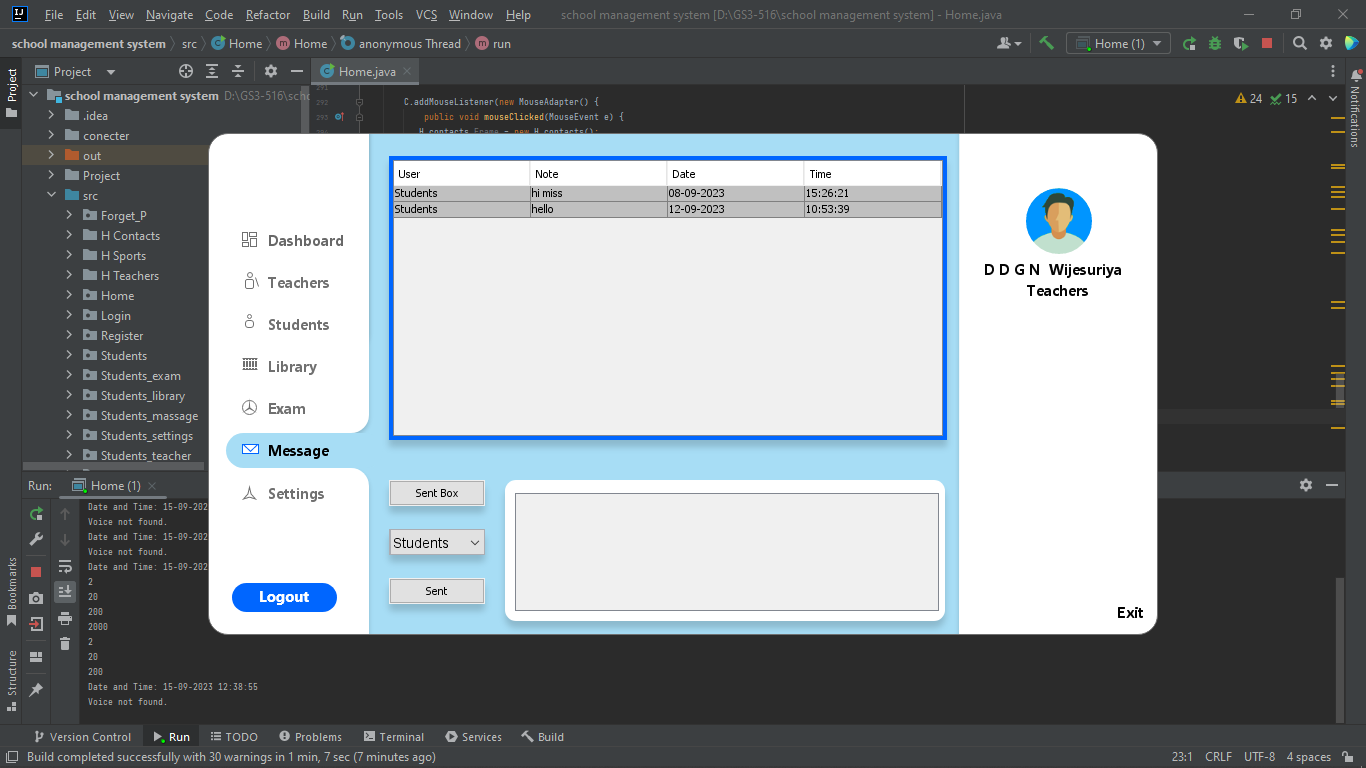 File Edit View Navigate Code Refactor Build Run Tools VCS Window Help school management system [D:\GS3-516\school management system] - Home.java
school management system src Home Home anonymous Thread run Home (1)
Project Project Home.java
school management system D:\GS3-516\scho
.idea
conecter
out
Project
src
Forget_P
H Contacts
H Sports
H Teachers
Home
Login
Register
Students
Students_exam
Students_library
Students_massage
Students_settings
Students_teacher
291
292 C.addMouseListener(new MouseAdapter() {
293 public void mouseClicked(MouseEvent e) {
H contacts Fname = new H contacts();
24 15
Notifications
Dashboard
Teachers
Students
Library
Exam
Message
Settings
Logout
User Note Date Time
Students hi miss 08-09-2023 15:26:21
Students hello 12-09-2023 10:53:39
Sent Box
Students
Sent
D D G N Wijesuriya
Teachers
Exit
Run: Home (1)
Date and Time: 15-09-202
Voice not found.
Date and Time: 15-09-202
Voice not found.
Date and Time: 15-09-202
2
20
200
2000
2
20
200
Date and Time: 15-09-2023 12:38:55
Voice not found.
Bookmarks
Structure
Version Control Run TODO Problems Terminal Services Build
Build completed successfully with 30 warnings in 1 min, 7 sec (7 minutes ago) 23:1 CRLF UTF-8 4 spaces